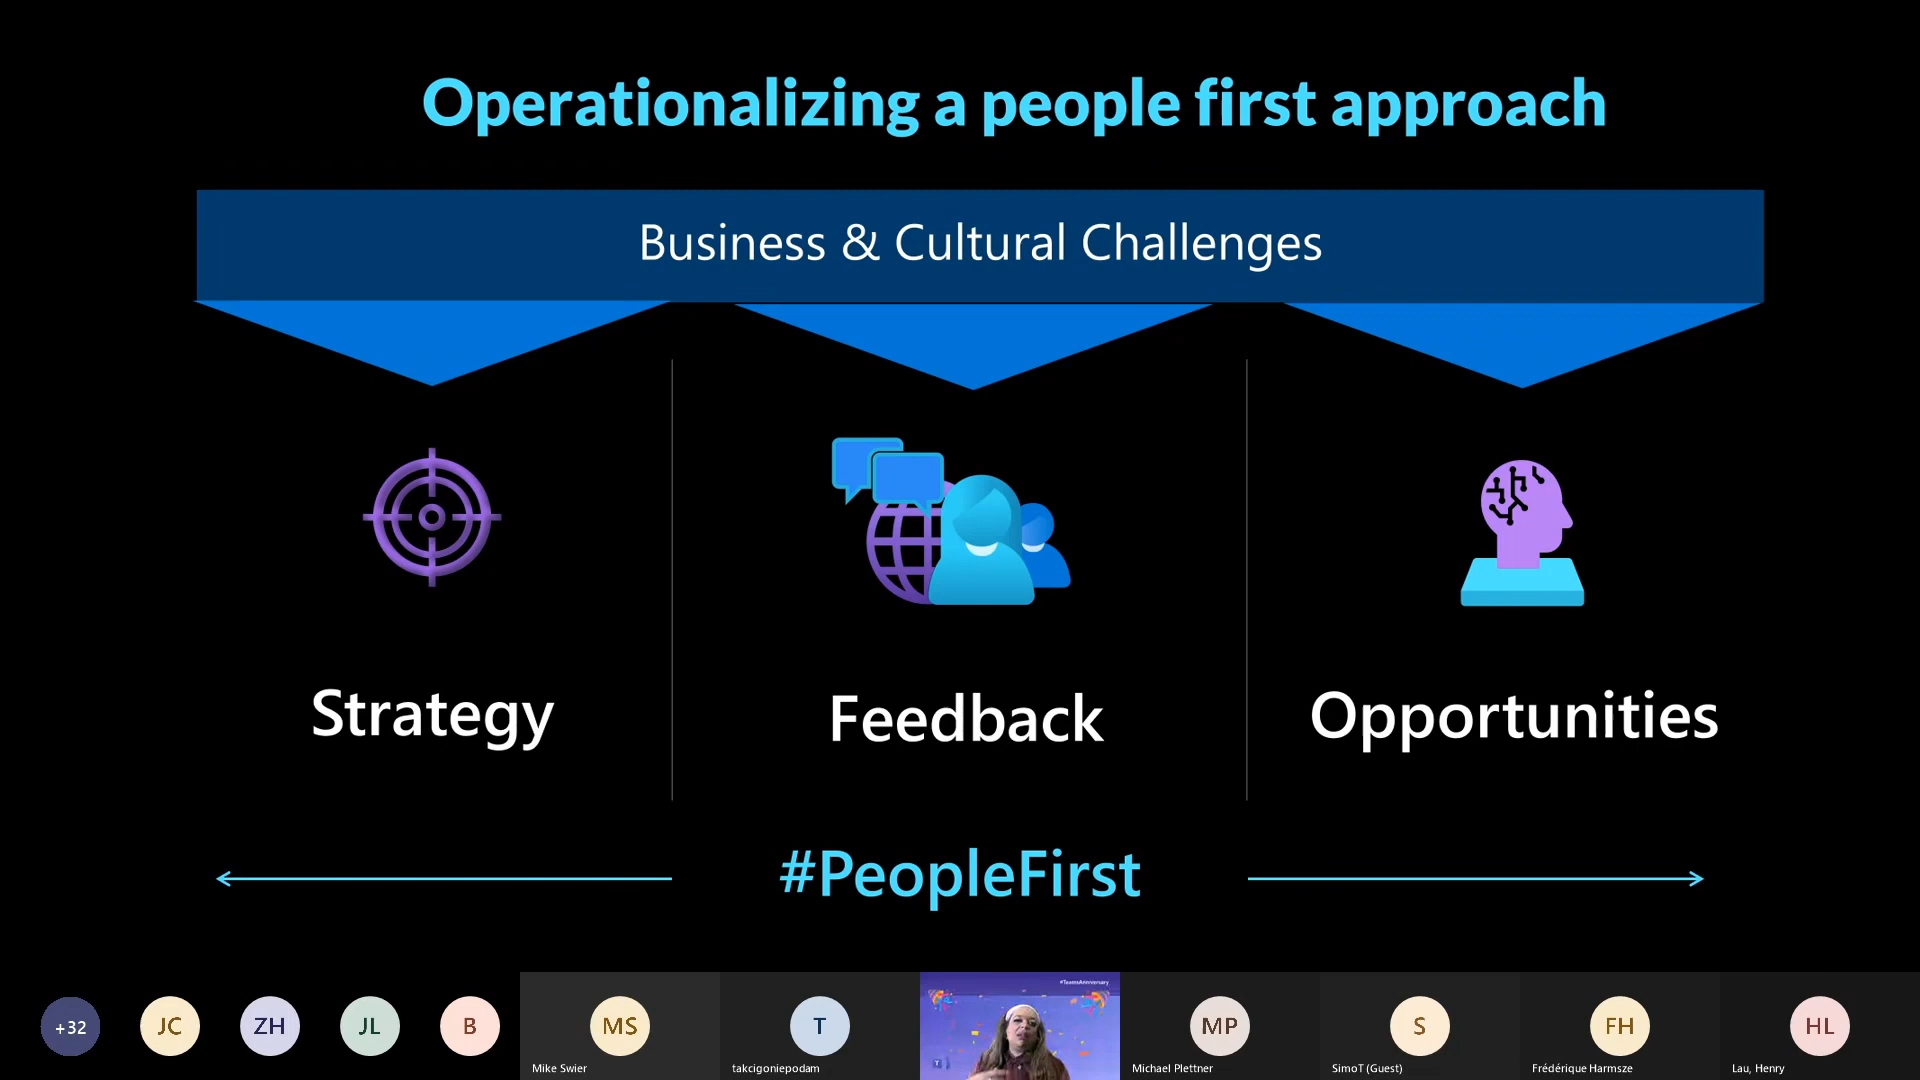 Operationalizing a people first approach
Business & Cultural Challenges
Strategy
Feedback
Opportunities
#PeopleFirst
+32
JC
ZH
JL
B
MS
Mike Swier
T
takcigoniepodam
#TeamsAnniversary
MP
Michael Plettner
S
SimoT (Guest)
FH
Frédérique Harmsze
HL
Lau, Henry